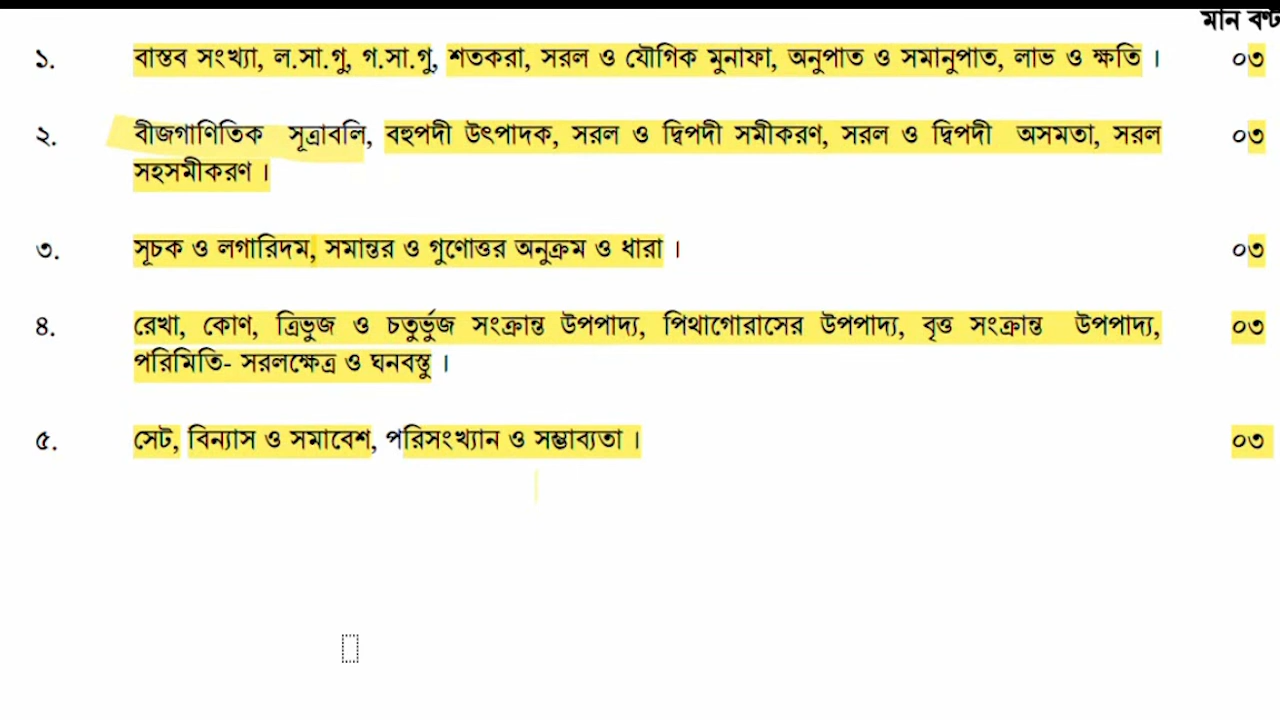 মান বণ্ট
১. বাস্তব সংখ্যা, ল.সা.গু, গ.সা.গু, শতকরা, সরল ও যৌগিক মুনাফা, অনুপাত ও সমানুপাত, লাভ ও ক্ষতি । ০৩
২. বীজগাণিতিক সূত্রাবলি, বহুপদী উৎপাদক, সরল ও দ্বিপদী সমীকরণ, সরল ও দ্বিপদী অসমতা, সরল ০৩
সহসমীকরণ ।
৩. সূচক ও লগারিদম, সমান্তর ও গুণোত্তর অনুক্রম ও ধারা । ০৩
৪. রেখা, কোণ, ত্রিভুজ ও চতুর্ভুজ সংক্রান্ত উপপাদ্য, পিথাগোরাসের উপপাদ্য, বৃত্ত সংক্রান্ত উপপাদ্য, ০৩
পরিমিতি- সরলক্ষেত্র ও ঘনবস্তু ।
৫. সেট, বিন্যাস ও সমাবেশ, পরিসংখ্যান ও সম্ভাব্যতা । ০৩